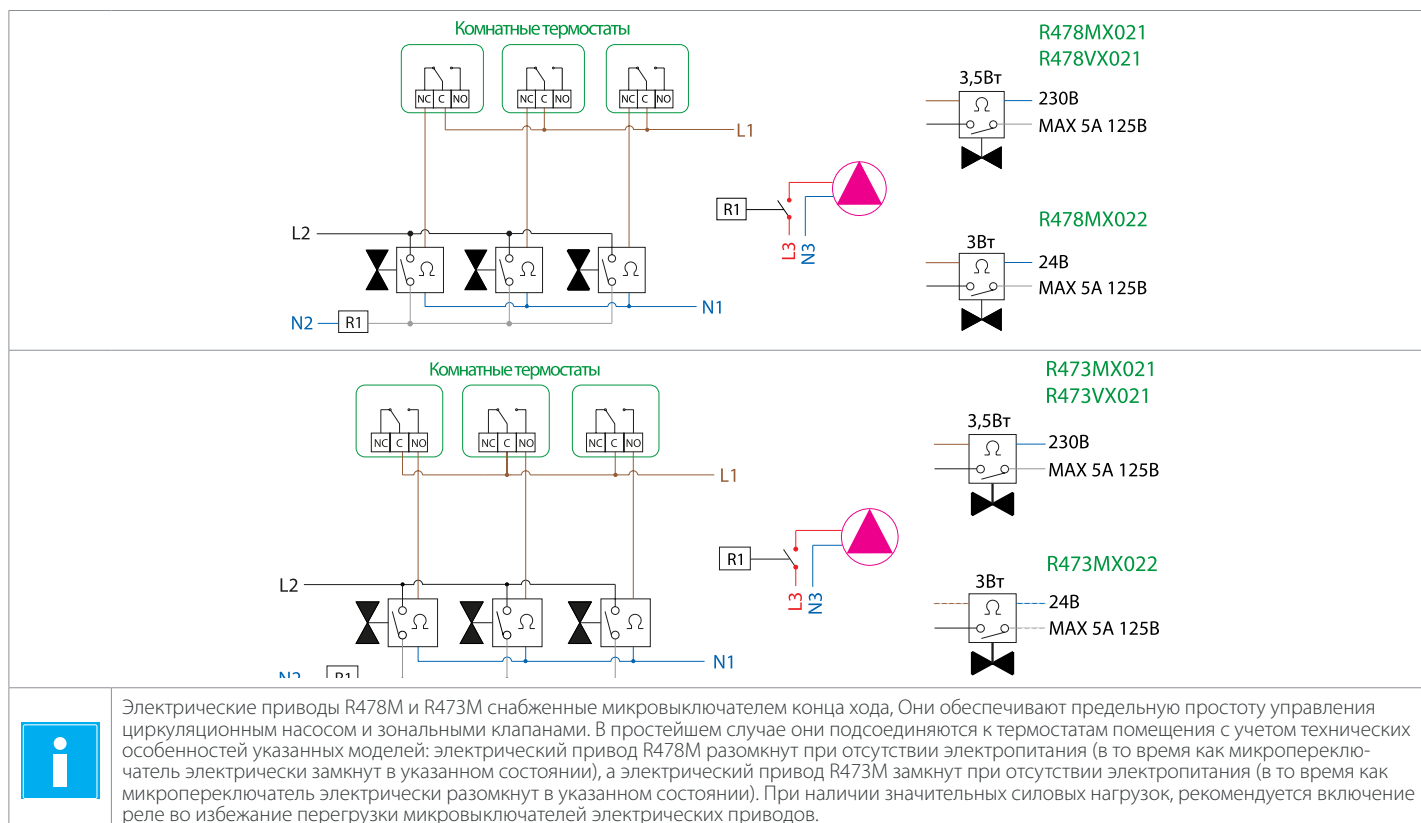 Комнатные термостаты
NC C NO NC C NO NC C NO
L1
L2
N1
N2 R1
R1
L3 N3
R478MX021
R478VX021
3,5Вт
Ω
230В
MAX 5A 125В
R478MX022
3Вт
Ω
24В
MAX 5A 125В
Ω Ω Ω
Комнатные термостаты
NC C NO NC C NO NC C NO
L1
L2
Ω Ω Ω
N1
N2 R1
R1
L3 N3
R473MX021
R473VX021
3,5Вт
Ω
230В
MAX 5A 125В
R473MX022
3Вт
Ω
24В
MAX 5A 125В
i
Электрические приводы R478M и R473M снабженные микровыключателем конца хода, Они обеспечивают предельную простоту управления
циркуляционным насосом и зональными клапанами. В простейшем случае они подсоединяются к термостатам помещения с учетом технических
особенностей указанных моделей: электрический привод R478M разомкнут при отсутствии электропитания (в то время как микропереклю-
чатель электрически замкнут в указанном состоянии), а электрический привод R473M замкнут при отсутствии электропитания (в то время как
микропереключатель электрически разомкнут в указанном состоянии). При наличии значительных силовых нагрузок, рекомендуется включение
реле во избежание перегрузки микровыключателей электрических приводов.